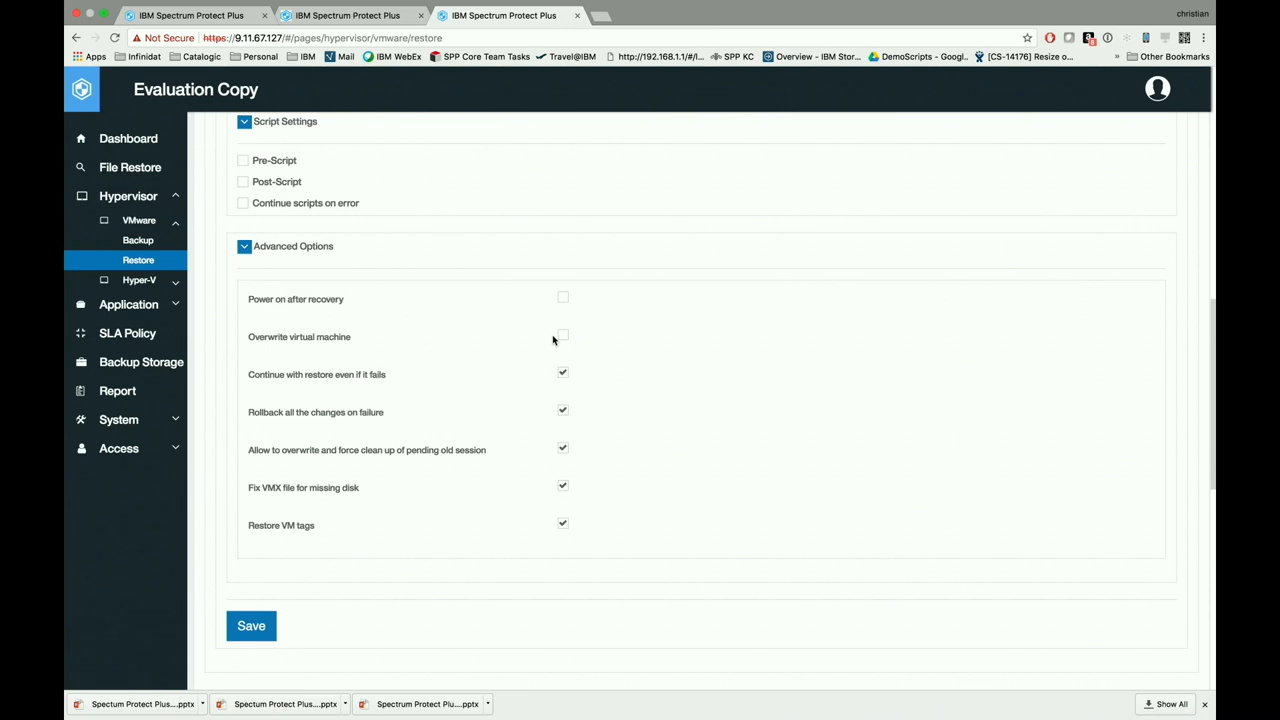 IBM Spectrum Protect Plus
IBM Spectrum Protect Plus
IBM Spectrum Protect Plus
christian
Not Secure https://9.11.67.127/#/pages/hypervisor/vmware/restore
Apps Infinidat Catalogic Personal IBM Mail IBM WebEx SPP Core Team Tasks Travel@IBM http://192.168.1.1/#/l... SPP KC Overview - IBM Stor... DemoScripts - Googl... [CS-14176] Resize o... » Other Bookmarks
Evaluation Copy
Dashboard
File Restore
Hypervisor
VMware
Backup
Restore
Hyper-V
Application
SLA Policy
Backup Storage
Report
System
Access
Script Settings
Pre-Script
Post-Script
Continue scripts on error
Advanced Options
Power on after recovery
Overwrite virtual machine
Continue with restore even if it fails
Rollback all the changes on failure
Allow to overwrite and force clean up of pending old session
Fix VMX file for missing disk
Restore VM tags
Save
Spectum Protect Plus....pptx
Spectrum Protect Plu....pptx
Spectrum Protect Plu....pptx
Show All